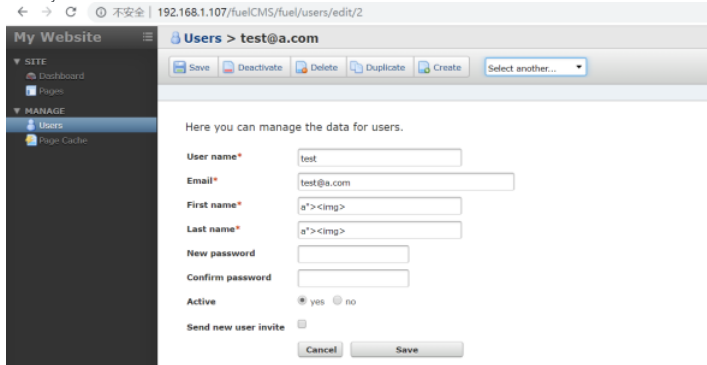 不安全 | 192.168.1.107/fuelCMS/fuel/users/edit/2
My Website
Users > test@a.com
SITE
Dashboard
Pages
MANAGE
Users
Page Cache
Save Deactivate Delete Duplicate Create Select another...
Here you can manage the data for users.
User name* test
Email* test@a.com
First name* a"><img>
Last name* a"><img>
New password
Confirm password
Active yes no
Send new user invite
Cancel Save